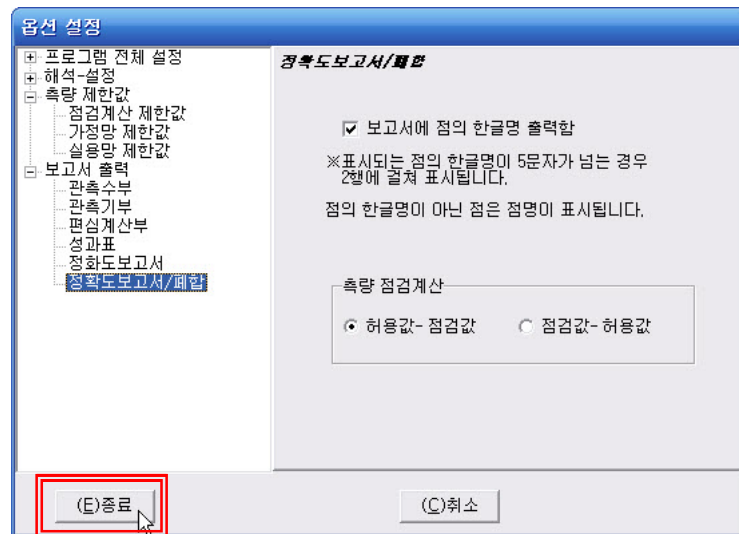 옵션 설정
프로그램 전체 설정
해석-설정
측량 제한값
점검계산 제한값
가정망 제한값
실용망 제한값
보고서 출력
관측수부
관측기부
편심계산부
성과표
정화도보고서
정확도보고서/폐합
정확도보고서/폐합
보고서에 점의 한글명 출력함
※표시되는 점의 한글명이 5문자가 넘는 경우
2행에 걸쳐 표시됩니다.
점의 한글명이 아닌 점은 점명이 표시됩니다.
측량 점검계산
허용값- 점검값
점검값- 허용값
(E)종료
(C)취소